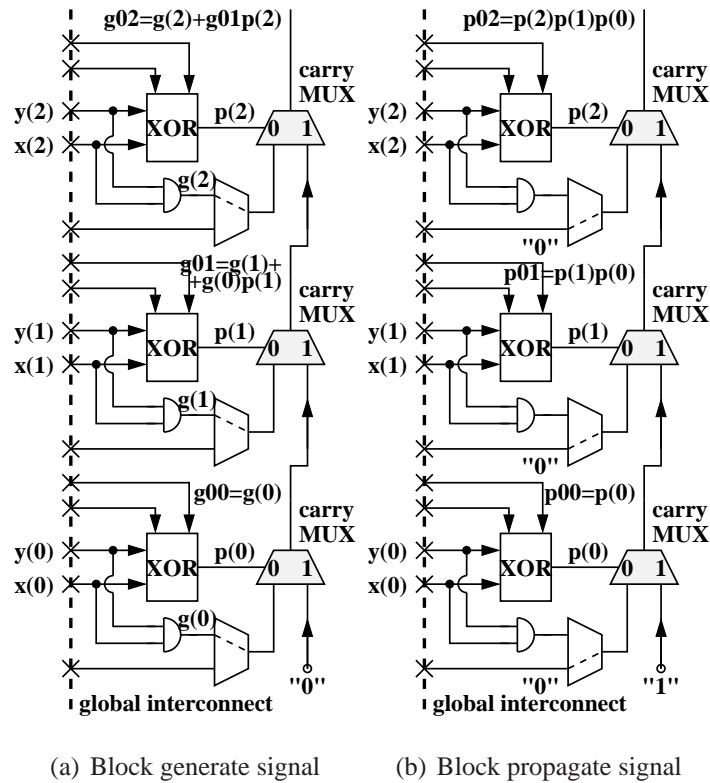 g02=g(2)+g01p(2)
carry
MUX
y(2)
x(2)
XOR
p(2)
0 1
g(2)
g01=g(1)+
+g(0)p(1)
carry
MUX
y(1)
x(1)
XOR
p(1)
0 1
g(1)
g00=g(0)
carry
MUX
y(0)
x(0)
XOR
p(0)
0 1
g(0)
"0"
global interconnect
(a) Block generate signal
p02=p(2)p(1)p(0)
carry
MUX
y(2)
x(2)
XOR
p(2)
0 1
"0"
p01=p(1)p(0)
carry
MUX
y(1)
x(1)
XOR
p(1)
0 1
"0"
p00=p(0)
carry
MUX
y(0)
x(0)
XOR
p(0)
0 1
"0"
"1"
global interconnect
(b) Block propagate signal